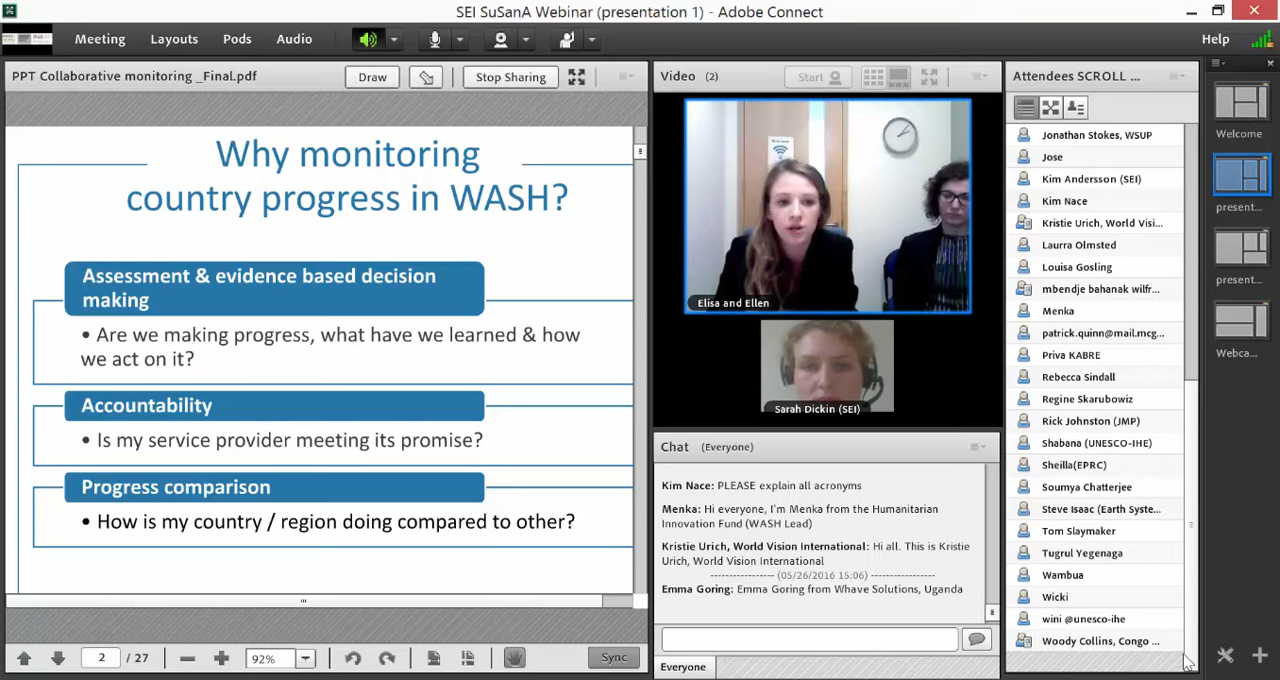 SEI SuSanA Webinar (presentation 1) - Adobe Connect
Meeting
Layouts
Pods
Audio
Help
PPT Collaborative monitoring _Final.pdf
Draw
Stop Sharing
Why monitoring
country progress in WASH?
Assessment & evidence based decision
making
• Are we making progress, what have we learned & how
we act on it?
Accountability
• Is my service provider meeting its promise?
Progress comparison
• How is my country / region doing compared to other?
2
/ 27
92%
Sync
Video (2)
Start
Elisa and Ellen
Sarah Dickin (SEI)
Chat (Everyone)
Kim Nace: PLEASE explain all acronyms
Menka: Hi everyone, I'm Menka from the Humanitarian
Innovation Fund (WASH Lead)
Kristie Urich, World Vision International: Hi all. This is Kristie
Urich, World Vision International
----------------- (05/26/2016 15:06) -----------------
Emma Goring: Emma Goring from Whave Solutions, Uganda
Everyone
Attendees SCROLL ...
Jonathan Stokes, WSUP
Jose
Kim Andersson (SEI)
Kim Nace
Kristie Urich, World Visi...
Laurra Olmsted
Louisa Gosling
mbendje bahanak wilfr...
Menka
patrick.quinn@mail.mcg...
Priva KABRE
Rebecca Sindall
Regine Skarubowiz
Rick Johnston (JMP)
Shabana (UNESCO-IHE)
Sheilla(EPRC)
Soumya Chatterjee
Steve Isaac (Earth Syste...
Tom Slaymaker
Tugrul Yegenaga
Wambua
Wicki
wini @unesco-ihe
Woody Collins, Congo ...
Welcome
present...
present...
Webca...